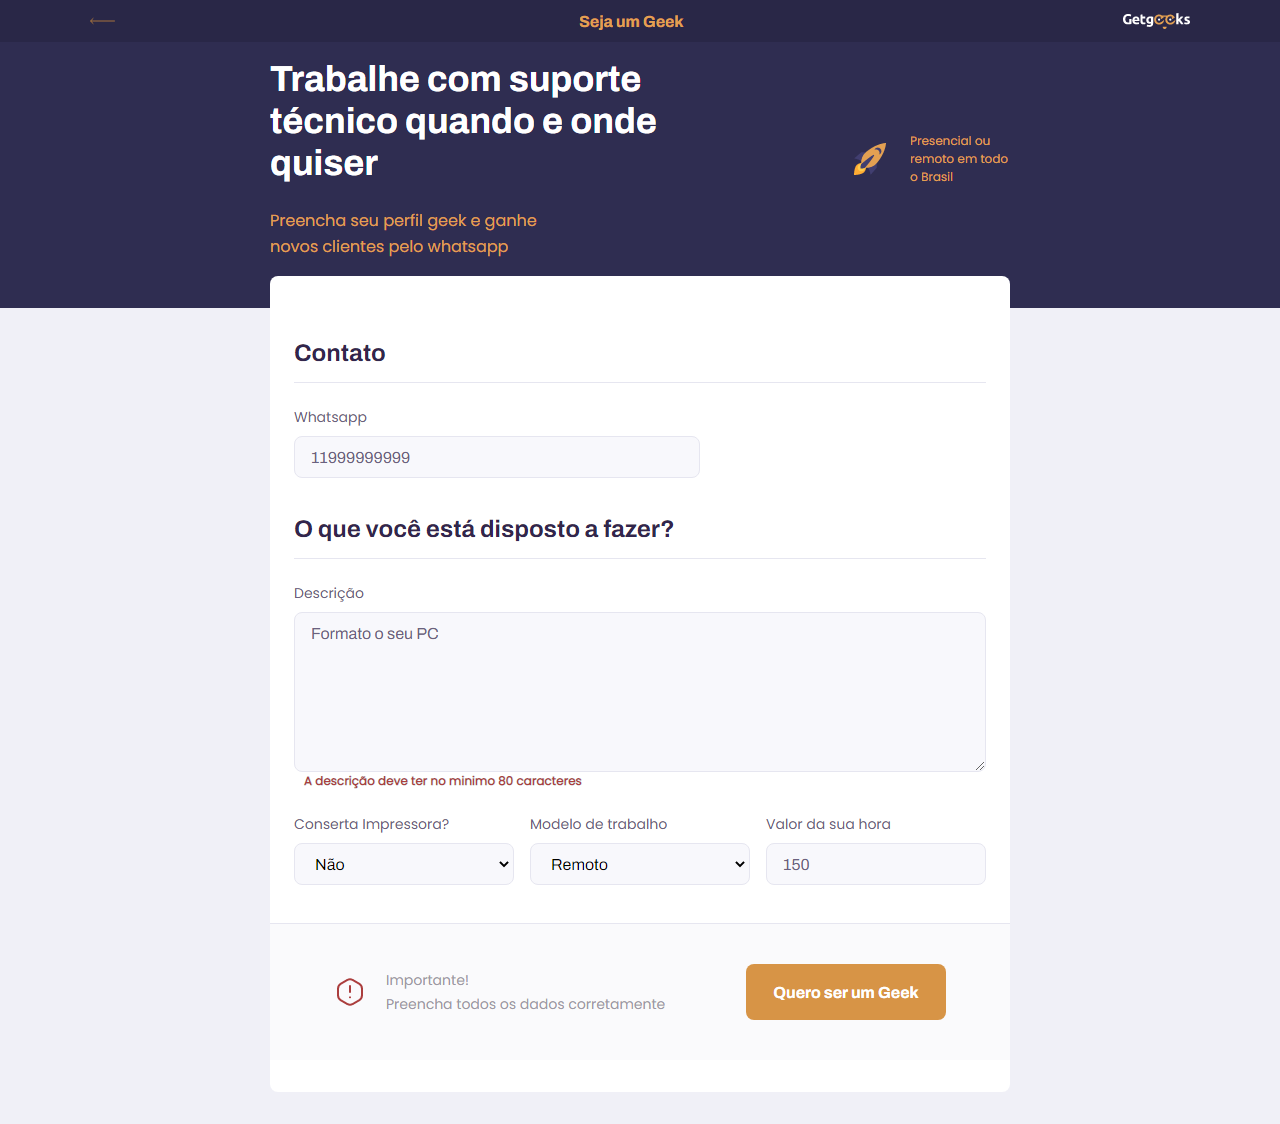 Seja um Geek
Getgeeks
Trabalhe com suporte
técnico quando e onde
quiser
Presencial ou
remoto em todo
o Brasil
Preencha seu perfil geek e ganhe
novos clientes pelo whatsapp
Contato
Whatsapp
11999999999
O que você está disposto a fazer?
Descrição
Formato o seu PC
A descrição deve ter no minimo 80 caracteres
Conserta Impressora? Modelo de trabalho Valor da sua hora
Não Remoto 150
Importante!
Preencha todos os dados corretamente
Quero ser um Geek